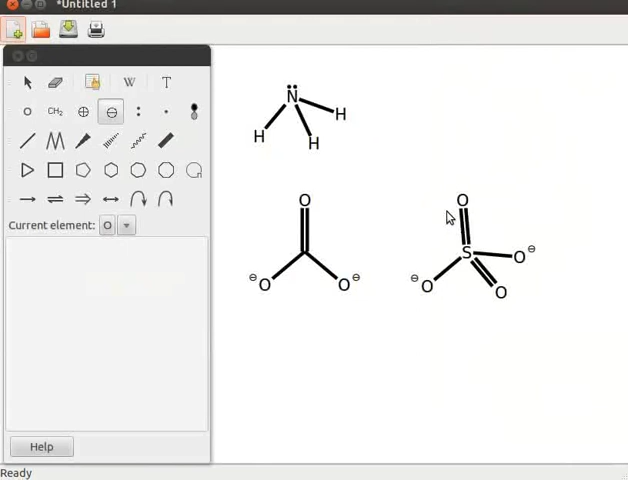 *Untitled 1
W T
CH2
Current element: O
Help
Ready
N
H H H
O
O O
⊖ ⊖
O
S O ⊖
⊖ O O